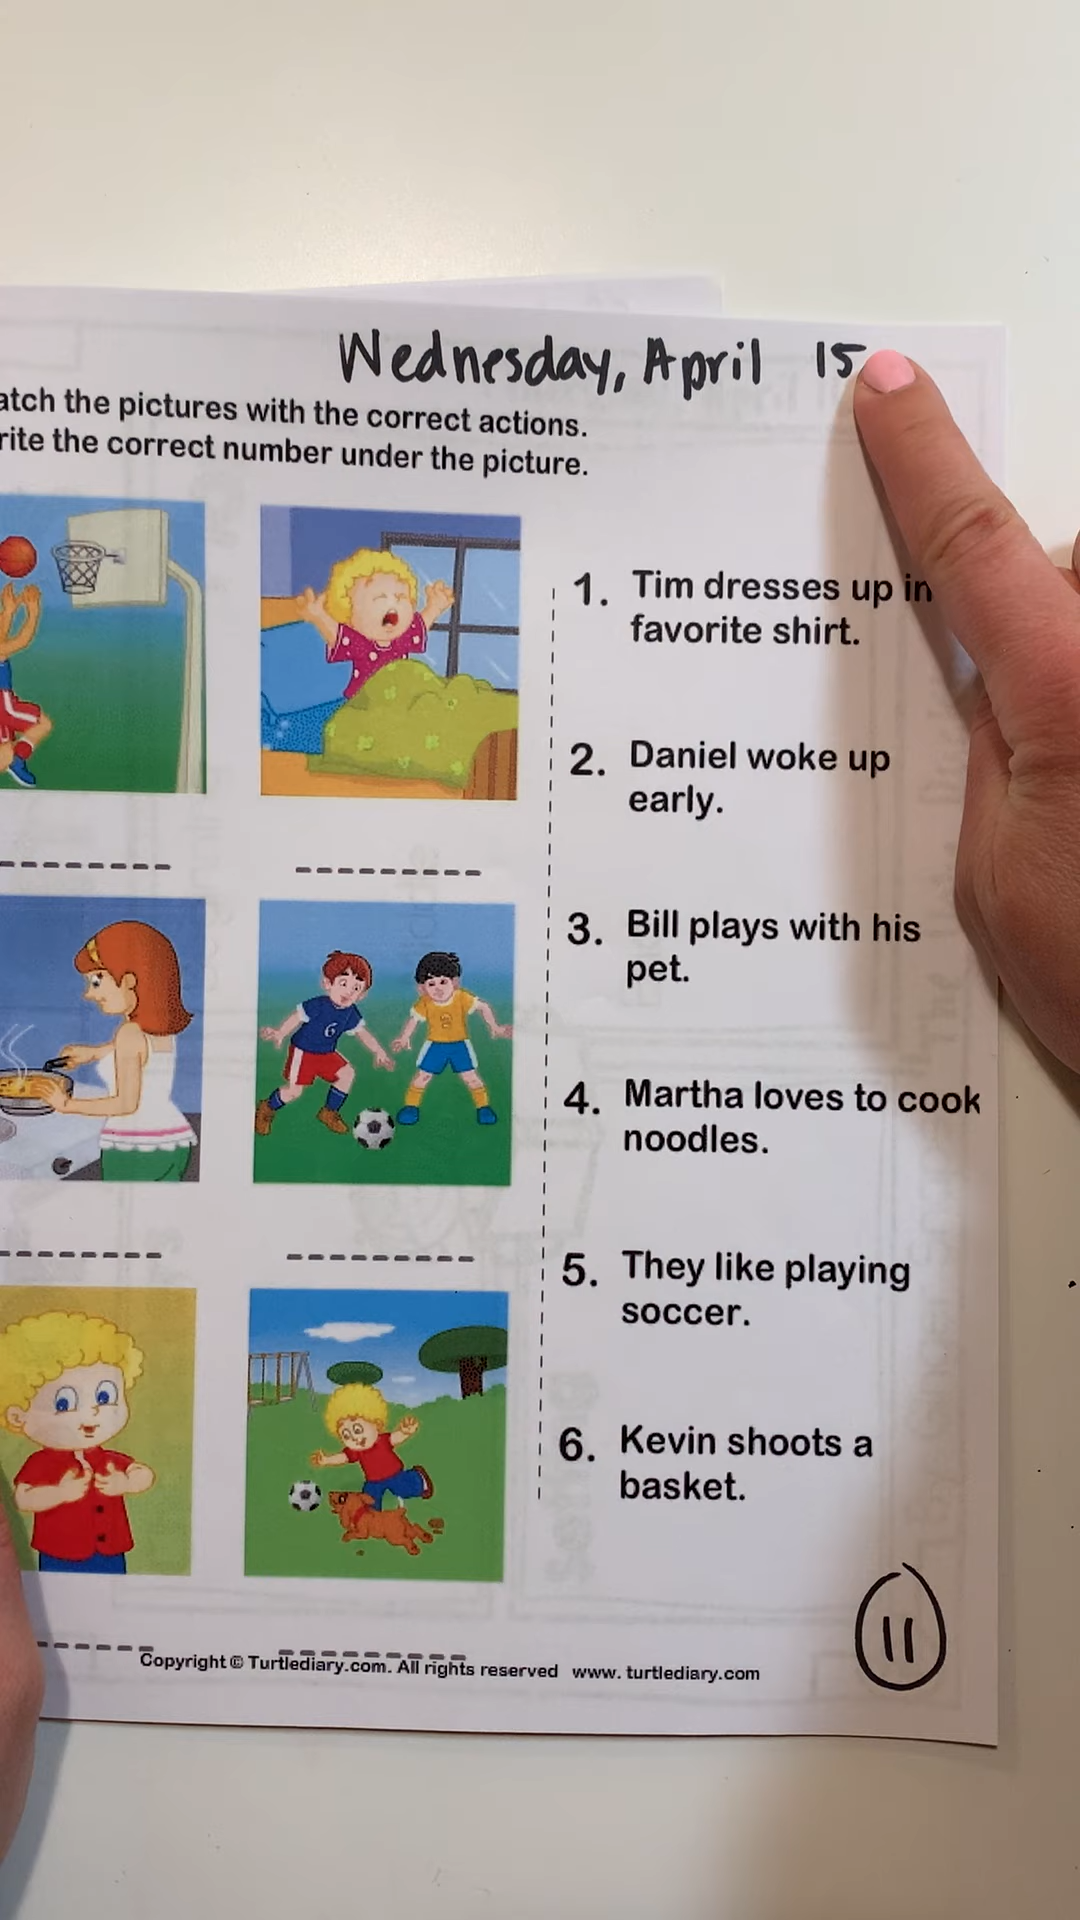 Wednesday, April 15
atch the pictures with the correct actions.
rite the correct number under the picture.
1. Tim dresses up in
favorite shirt.
2. Daniel woke up
early.
3. Bill plays with his
pet.
4. Martha loves to cook
noodles.
5. They like playing
soccer.
6. Kevin shoots a
basket.
11
Copyright © Turtlediary.com. All rights reserved www. turtlediary.com